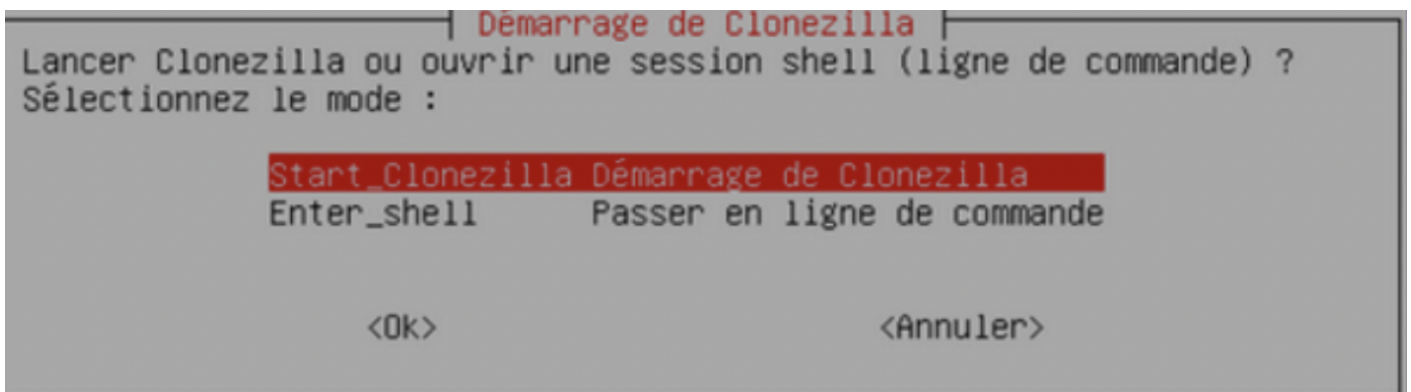 Démarrage de Clonezilla
Lancer Clonezilla ou ouvrir une session shell (ligne de commande) ?
Sélectionnez le mode :
Start_Clonezilla Démarrage de Clonezilla
Enter_shell Passer en ligne de commande
<Ok> <Annuler>